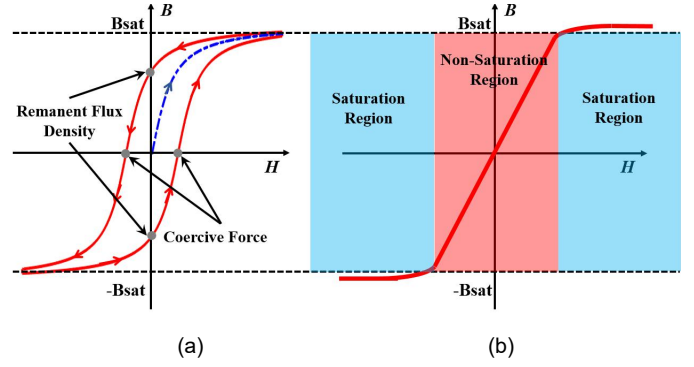 Bsat
B
Remanent Flux
Density
H
Coercive Force
-Bsat
(a)
Bsat
B
Non-Saturation
Region
Saturation
Region
Saturation
Region
H
-Bsat
(b)